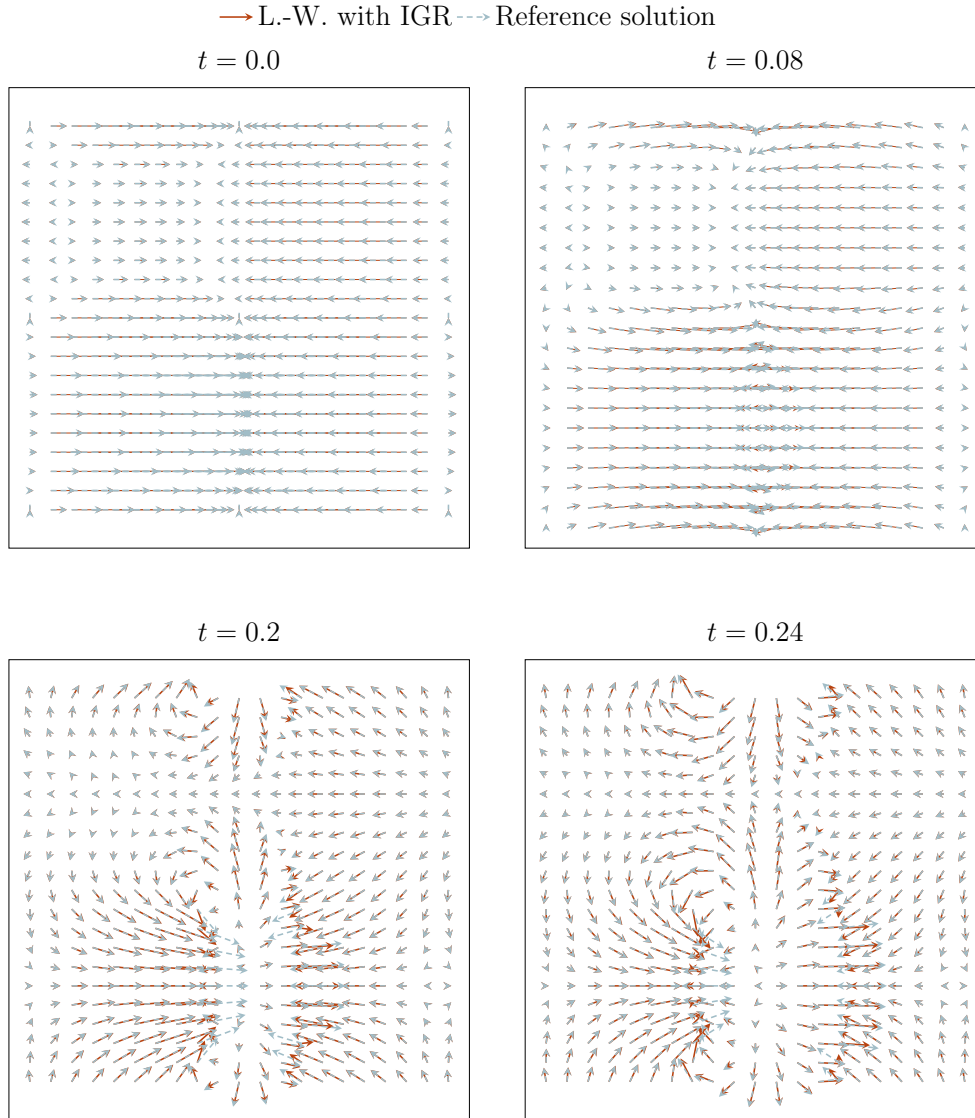 L.-W. with IGR Reference solution
t = 0.0 t = 0.08
t = 0.2 t = 0.24